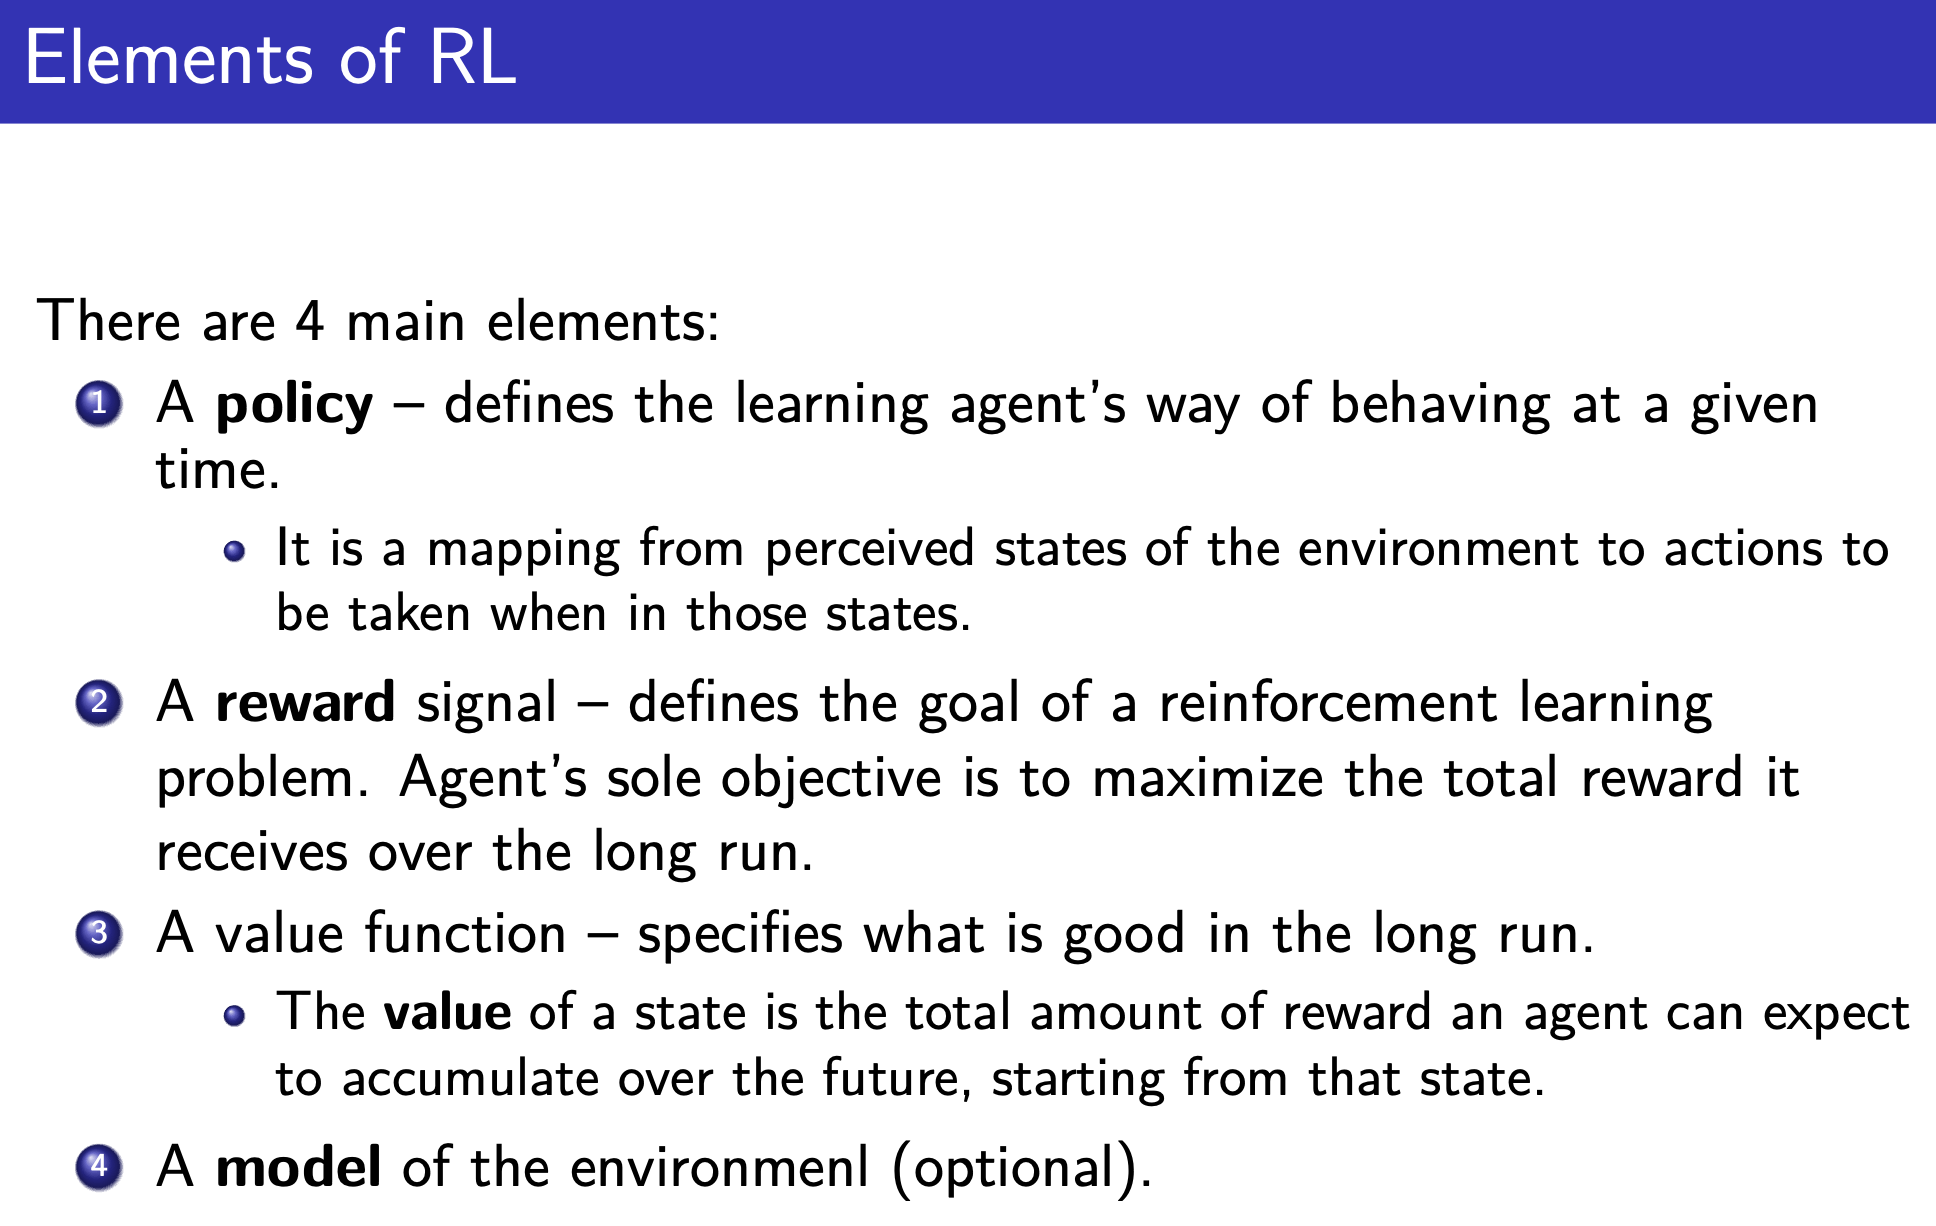 Elements of RL
There are 4 main elements:
1 A policy – defines the learning agent's way of behaving at a given
time.
• It is a mapping from perceived states of the environment to actions to
be taken when in those states.
2 A reward signal – defines the goal of a reinforcement learning
problem. Agent's sole objective is to maximize the total reward it
receives over the long run.
3 A value function – specifies what is good in the long run.
• The value of a state is the total amount of reward an agent can expect
to accumulate over the future, starting from that state.
4 A model of the environmenl (optional).